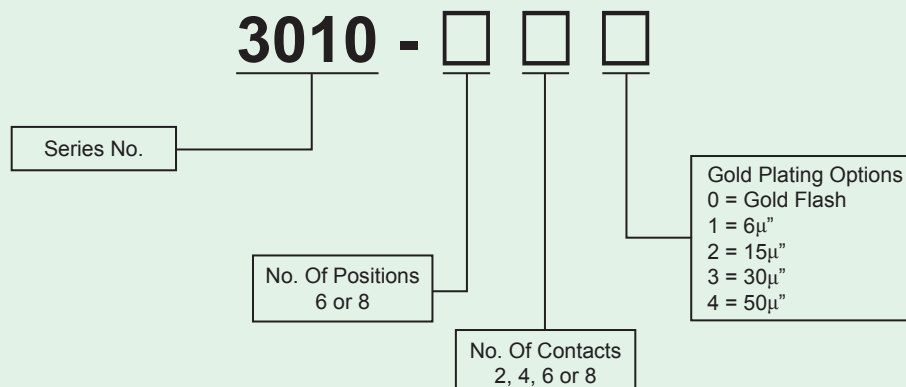 3010 - □ □ □
Series No.
Gold Plating Options
0 = Gold Flash
1 = 6µ”
2 = 15µ”
3 = 30µ”
4 = 50µ”
No. Of Positions
6 or 8
No. Of Contacts
2, 4, 6 or 8